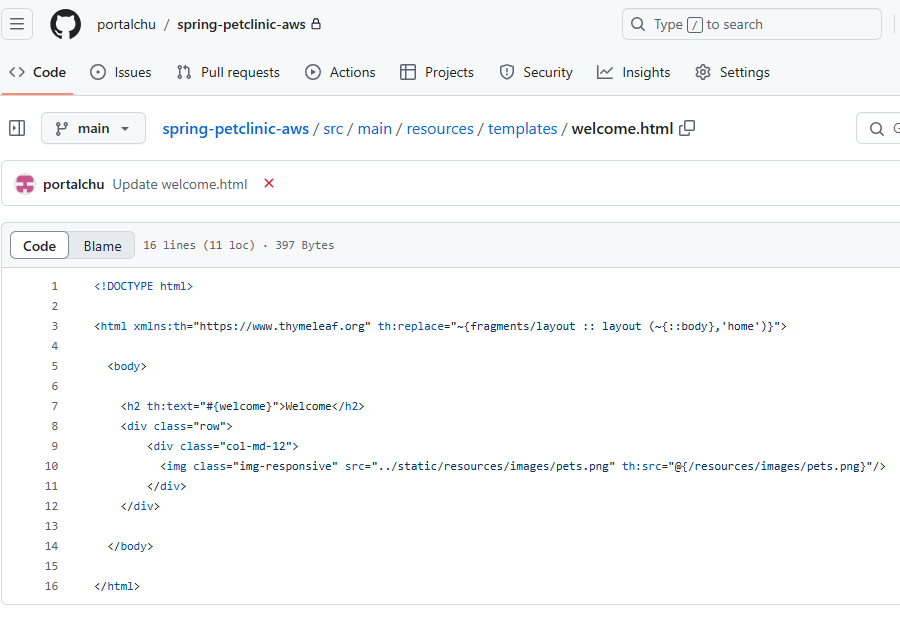 portalchu / spring-petclinic-aws
Type / to search
Code Issues Pull requests Actions Projects Security Insights Settings
main spring-petclinic-aws / src / main / resources / templates / welcome.html
portalchu Update welcome.html
Code Blame 16 lines (11 loc) · 397 Bytes
1 <!DOCTYPE html>
2
3 <html xmlns:th="https://www.thymeleaf.org" th:replace="~{fragments/layout :: layout (~{::body},'home')}">
4
5 <body>
6
7 <h2 th:text="#{welcome}">Welcome</h2>
8 <div class="row">
9 <div class="col-md-12">
10 <img class="img-responsive" src="../static/resources/images/pets.png" th:src="@{/resources/images/pets.png}"/>
11 </div>
12 </div>
13
14 </body>
15
16 </html>